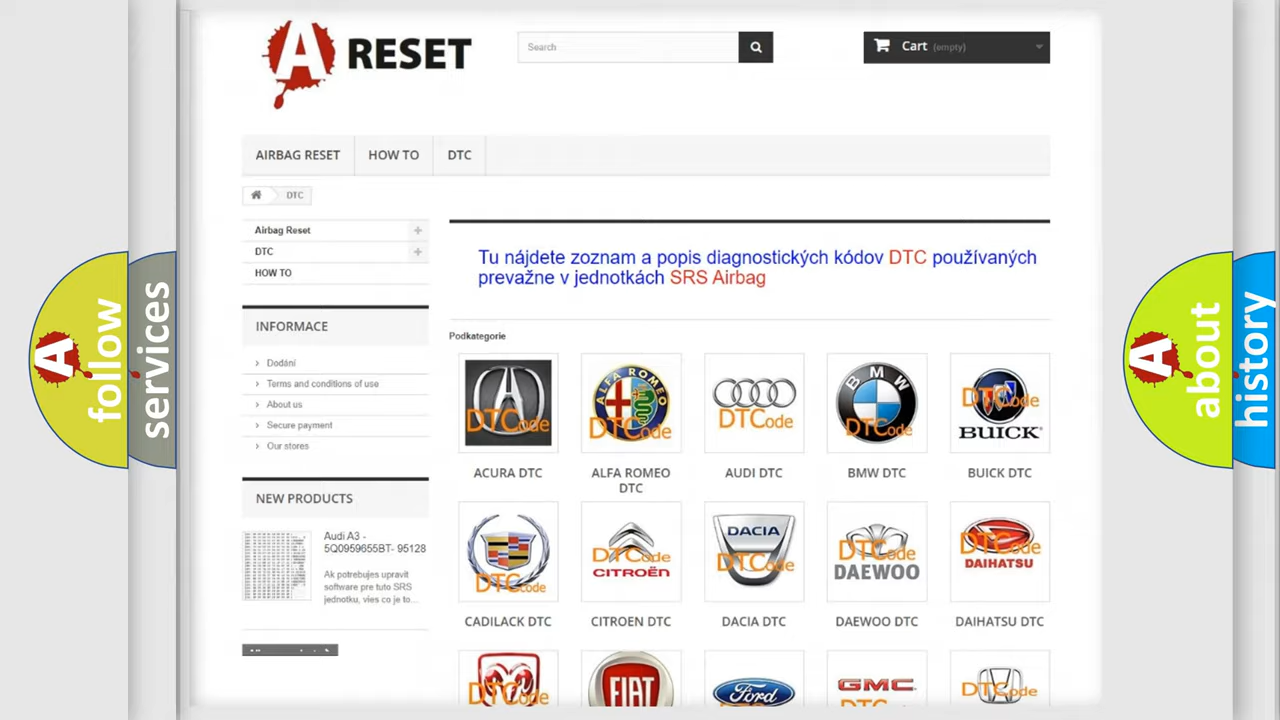 A RESET
Search
Cart (empty)
AIRBAG RESET
HOW TO
DTC
DTC
Airbag Reset
DTC
HOW TO
Tu nájdete zoznam a popis diagnostických kódov DTC používaných
prevažne v jednotkách SRS Airbag
INFORMACE
Dodání
Terms and conditions of use
About us
Secure payment
Our stores
NEW PRODUCTS
Audi A3 -
5Q0959655BT- 95128
Ak potrebujes upravit
software pre tuto SRS
jednotku, vies co je to...
Podkategorie
DTCode
ALFA ROMEO
DTCode
DTCode
BMW
DTCode
DTCode
BUICK
ACURA DTC
ALFA ROMEO
DTC
AUDI DTC
BMW DTC
BUICK DTC
DTCode
DTCode
CITROËN
DACIA
DTCode
DTCode
DAEWOO
DTCode
DAIHATSU
CADILACK DTC
CITROEN DTC
DACIA DTC
DAEWOO DTC
DAIHATSU DTC
DTCode
FIAT
Ford
GMC
DTCode
A follow
services
A about
history